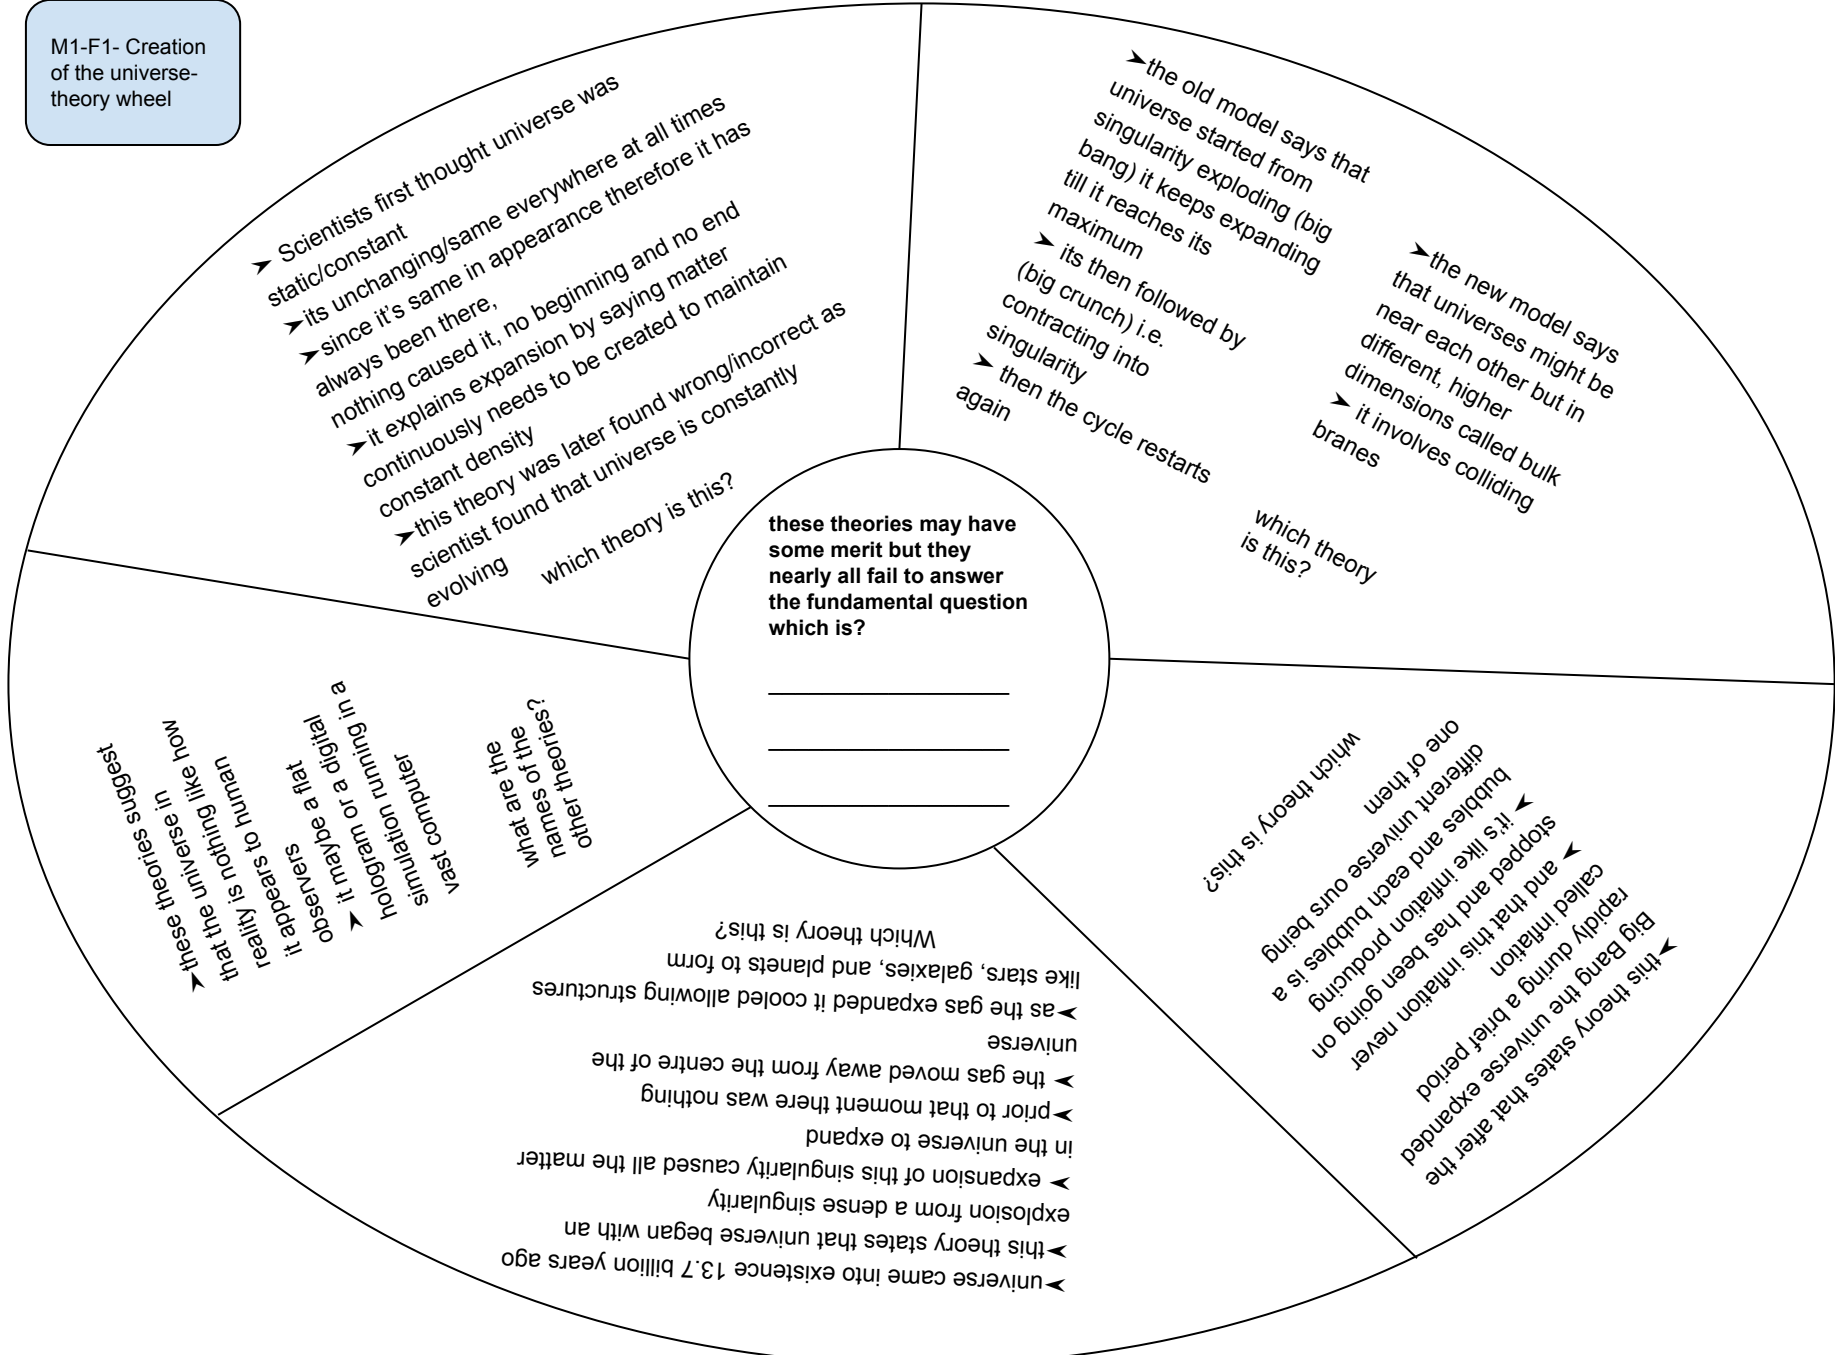 M1-F1- Creation
of the universe-
theory wheel
➤ Scientists first thought universe was
static/constant
➤its unchanging/same everywhere at all times
➤since it's same in appearance therefore it has
always been there,
nothing caused it, no beginning and no end
➤it explains expansion by saying matter
continuously needs to be created to maintain
constant density
➤this theory was later found wrong/incorrect as
scientist found that universe is constantly
evolving
which theory is this?
➤the old model says that
universe started from
singularity exploding (big
bang) it keeps expanding
till it reaches its
maximum
➤ its then followed by
(big crunch) i.e.
contracting into
singularity
➤ then the cycle restarts
again
➤the new model says
that universes might be
near each other but in
different, higher
dimensions called bulk
➤ it involves colliding
branes
which theory
is this?
➤this theory states that after the
Big Bang the universe expanded
rapidly during a brief period
called inflation
➤ and that this inflation never
stopped and has been going on
➤ it's like inflation producing
bubbles and each bubbles is a
different universe ours being
one of them
which theory is this?
➤universe came into existence 13.7 billion years ago
➤this theory states that universe began with an
explosion from a dense singularity
➤ expansion of this singularity caused all the matter
in the universe to expand
➤prior to that moment there was nothing
➤ the gas moved away from the centre of the
universe
➤as the gas expanded it cooled allowing structures
like stars, galaxies, and planets to form
Which theory is this?
➤these theories suggest
that the universe in
reality is nothing like how
it appears to human
observers
➤ it maybe a flat
hologram or a digital
simulation running in a
vast computer
what are the
names of the
other theories?
these theories may have
some merit but they
nearly all fail to answer
the fundamental question
which is?